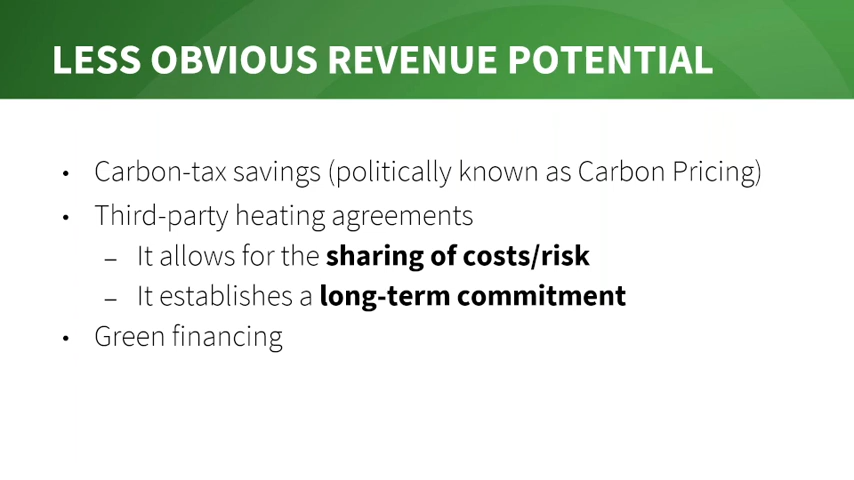 LESS OBVIOUS REVENUE POTENTIAL
• Carbon-tax savings (politically known as Carbon Pricing)
• Third-party heating agreements
– It allows for the sharing of costs/risk
– It establishes a long-term commitment
• Green financing